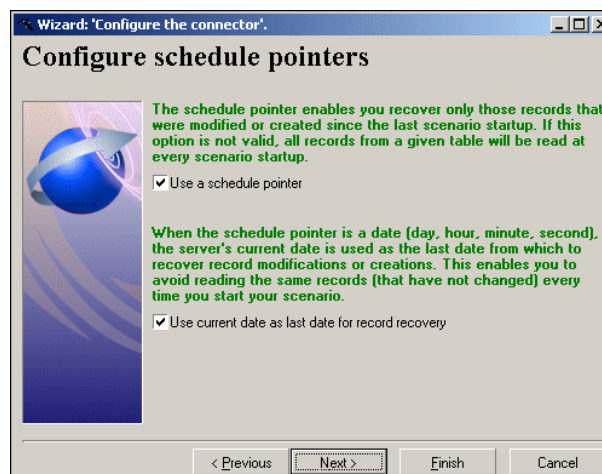 Wizard: 'Configure the connector'.
Configure schedule pointers
The schedule pointer enables you recover only those records that
were modified or created since the last scenario startup. If this
option is not valid, all records from a given table will be read at
every scenario startup.
Use a schedule pointer
When the schedule pointer is a date (day, hour, minute, second),
the server's current date is used as the last date from which to
recover record modifications or creations. This enables you to
avoid reading the same records (that have not changed) every
time you start your scenario.
Use current date as last date for record recovery
< Previous Next > Finish Cancel